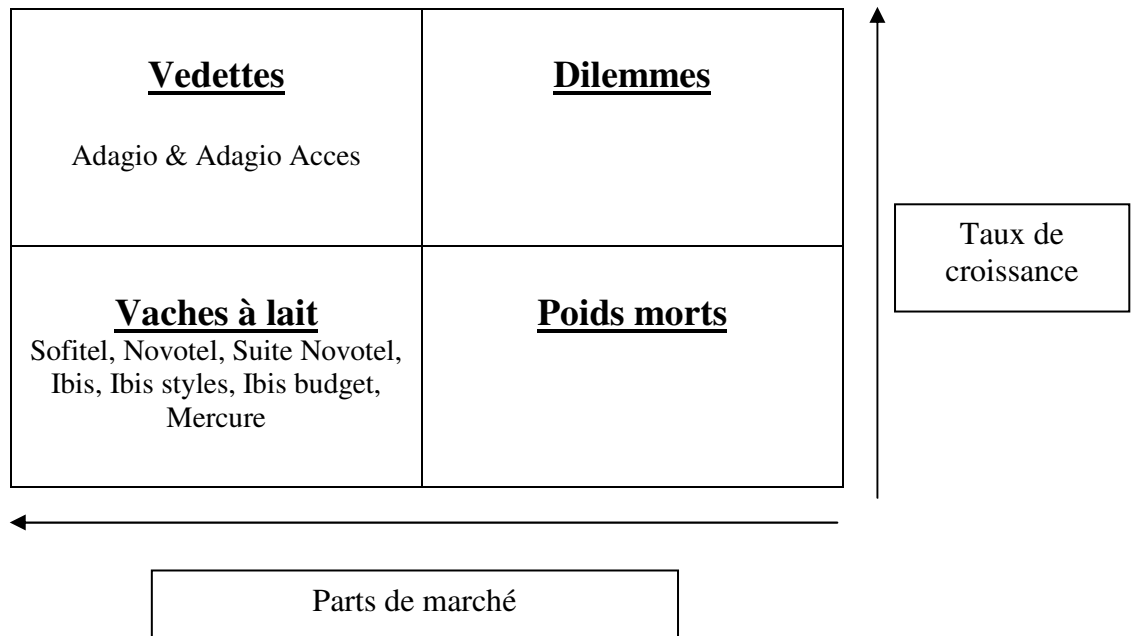 Vedettes
Adagio & Adagio Acces
Dilemmes
Vaches à lait
Sofitel, Novotel, Suite Novotel,
Ibis, Ibis styles, Ibis budget,
Mercure
Poids morts
Taux de
croissance
Parts de marché